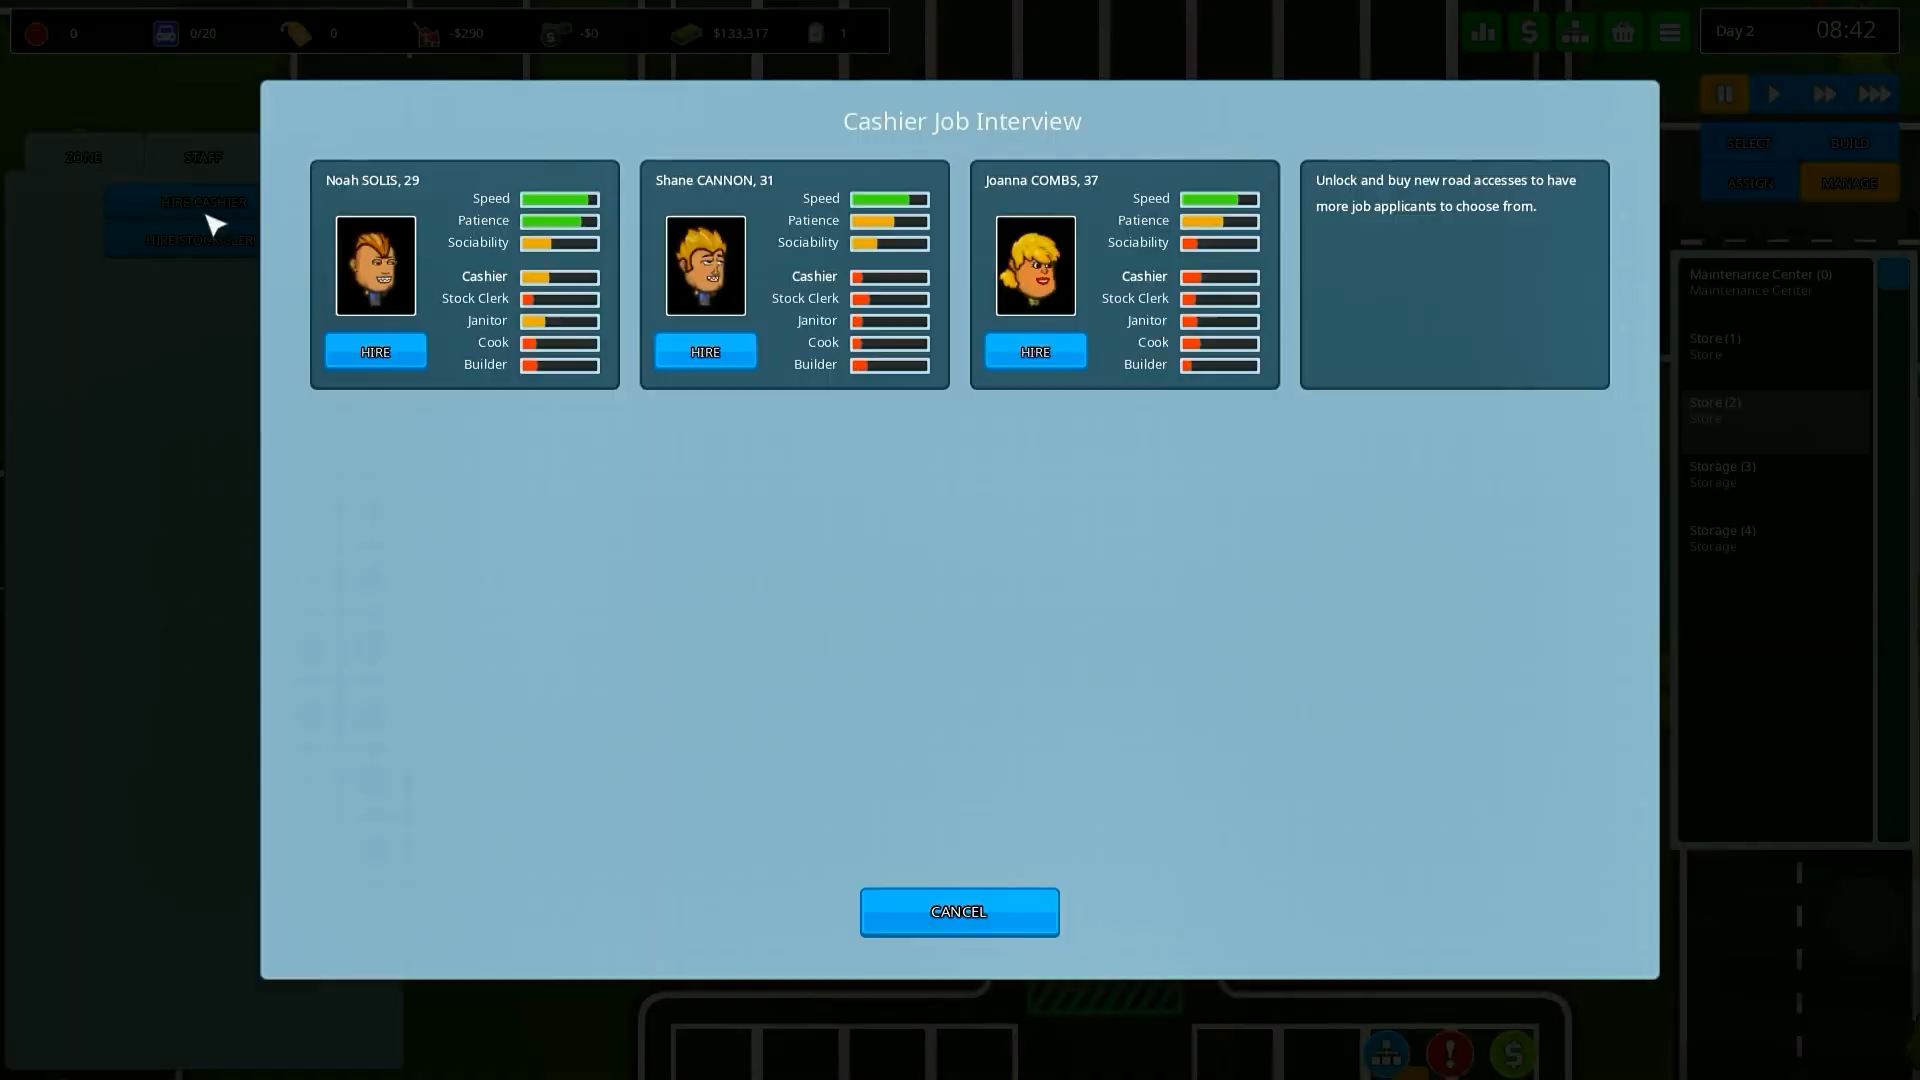 0
0/20
0
-$290
-$0
$133,317
1
Day 2
08:42
Cashier Job Interview
ZONE
STAFF
HIRE CASHIER
SELECT
BUILD
ASSIGN
MANAGE
Noah SOLIS, 29
Speed
Patience
Sociability
Cashier
Stock Clerk
Janitor
Cook
Builder
HIRE
Shane CANNON, 31
Speed
Patience
Sociability
Cashier
Stock Clerk
Janitor
Cook
Builder
HIRE
Joanna COMBS, 37
Speed
Patience
Sociability
Cashier
Stock Clerk
Janitor
Cook
Builder
HIRE
Unlock and buy new road accesses to have
more job applicants to choose from.
Maintenance Center (0)
Maintenance Center
Store (1)
Store
Store (2)
Store
Storage (3)
Storage
Storage (4)
Storage
CANCEL